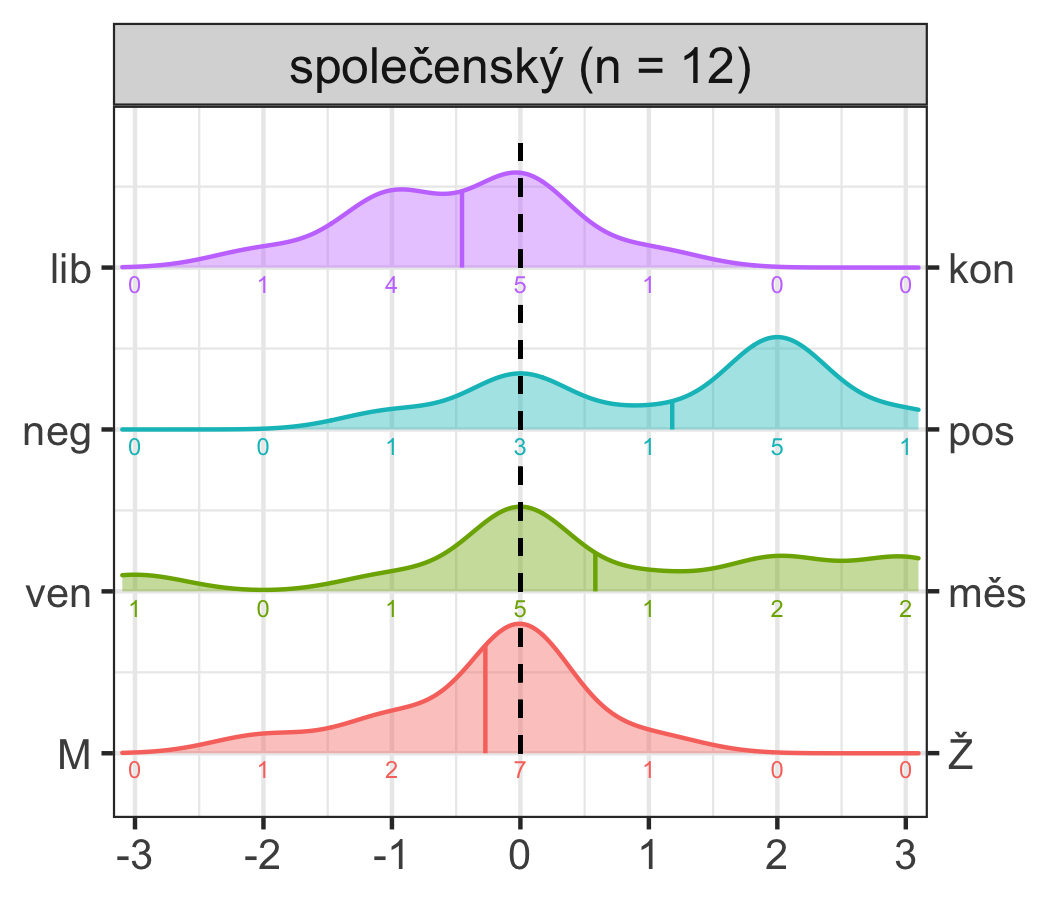 společenský (n = 12)
lib kon
0 1 4 5 1 0 0
neg pos
0 0 1 3 1 5 1
ven měs
1 0 1 5 1 2 2
M Ž
0 1 2 7 1 0 0
-3 -2 -1 0 1 2 3